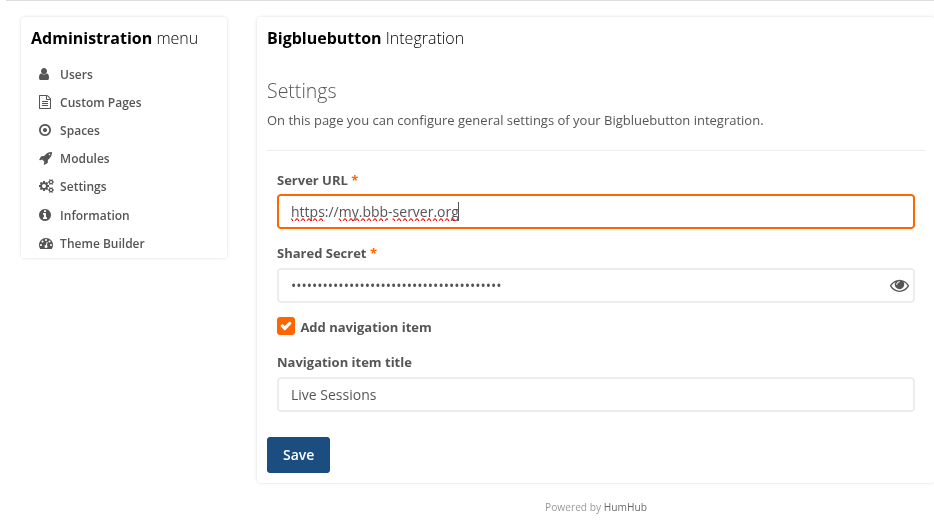 Administration menu
Users
Custom Pages
Spaces
Modules
Settings
Information
Theme Builder
Bigbluebutton Integration
Settings
On this page you can configure general settings of your Bigbluebutton integration.
Server URL *
https://my.bbb-server.org
Shared Secret *
••••••••••••••••••••••••••••••••••••••••
Add navigation item
Navigation item title
Live Sessions
Save
Powered by HumHub